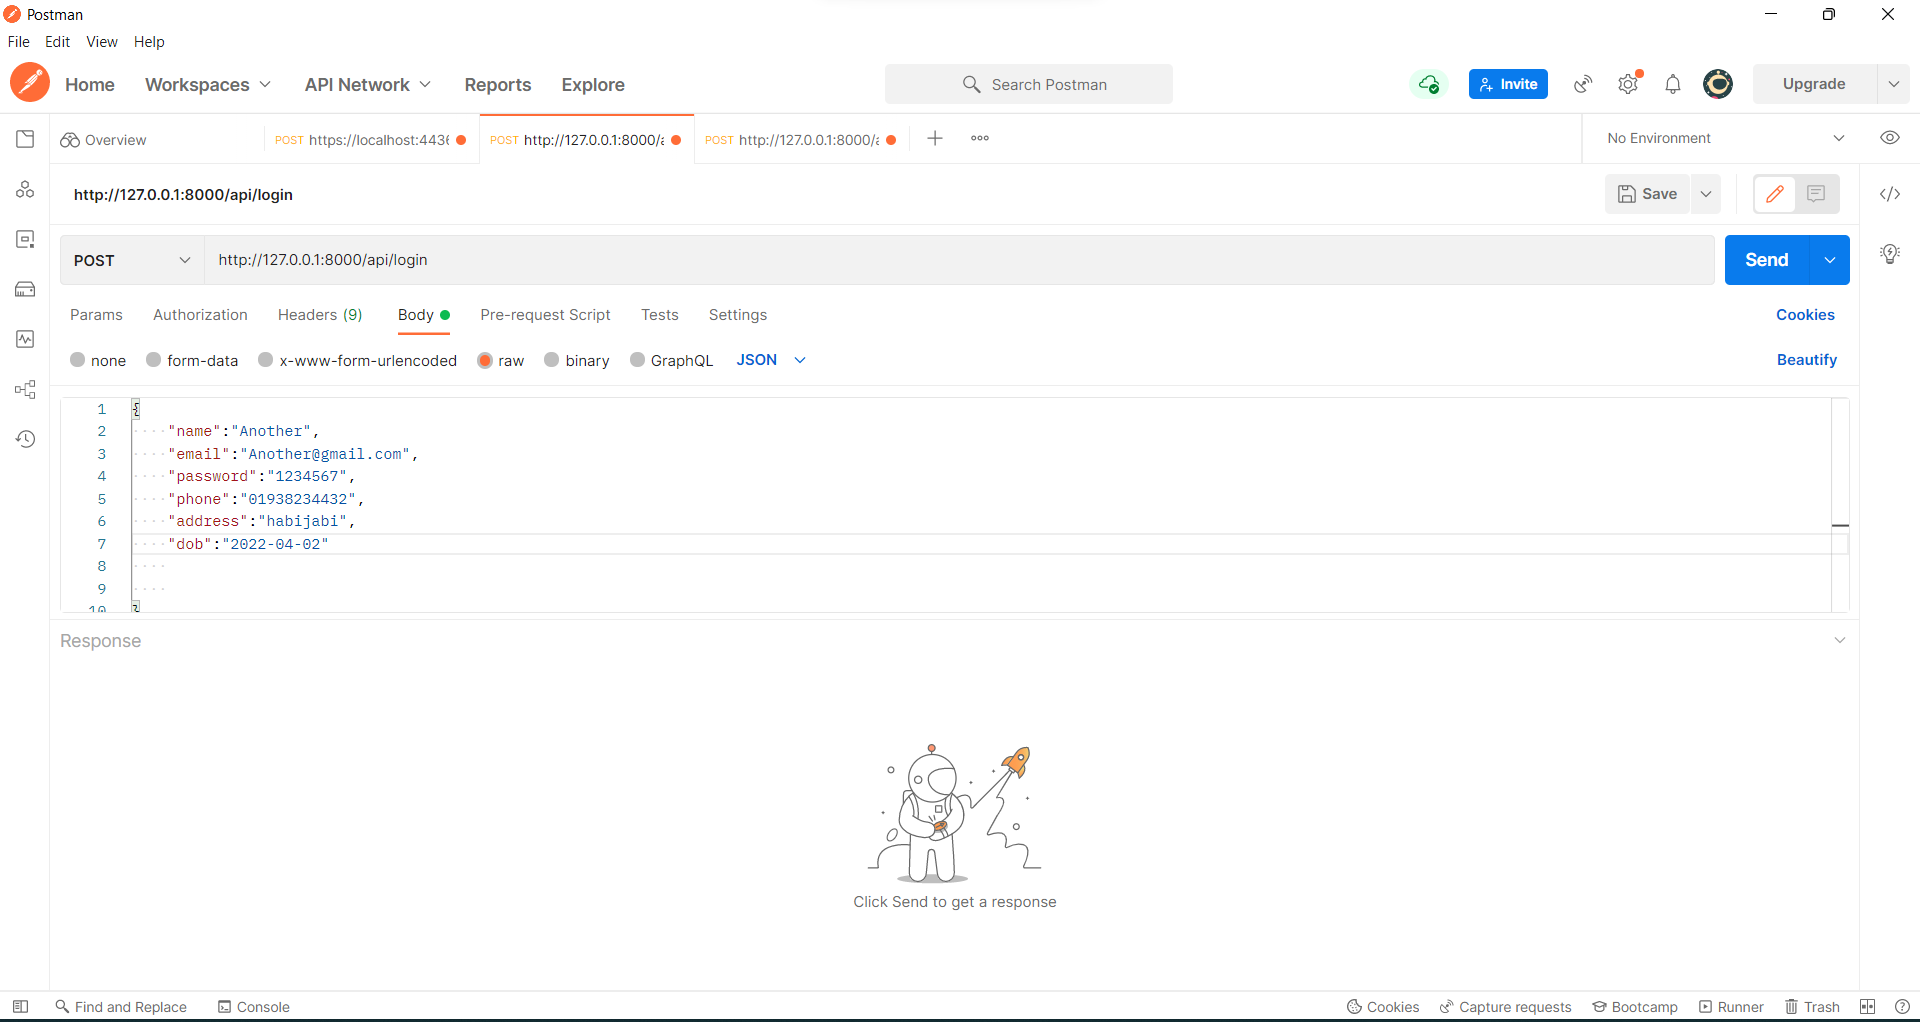 Postman
File Edit View Help
Home Workspaces API Network Reports Explore Search Postman Invite Upgrade
Overview POST https://localhost:443 POST http://127.0.0.1:8000/a POST http://127.0.0.1:8000/a No Environment
http://127.0.0.1:8000/api/login Save
POST http://127.0.0.1:8000/api/login Send
Params Authorization Headers (9) Body Pre-request Script Tests Settings Cookies
none form-data x-www-form-urlencoded raw binary GraphQL JSON Beautify
1 {
2 "name":"Another",
3 "email":"Another@gmail.com",
4 "password":"1234567",
5 "phone":"01938234432",
6 "address":"habijabi",
7 "dob":"2022-04-02"
8
9
10 }
Response
Click Send to get a response
Find and Replace Console Cookies Capture requests Bootcamp Runner Trash